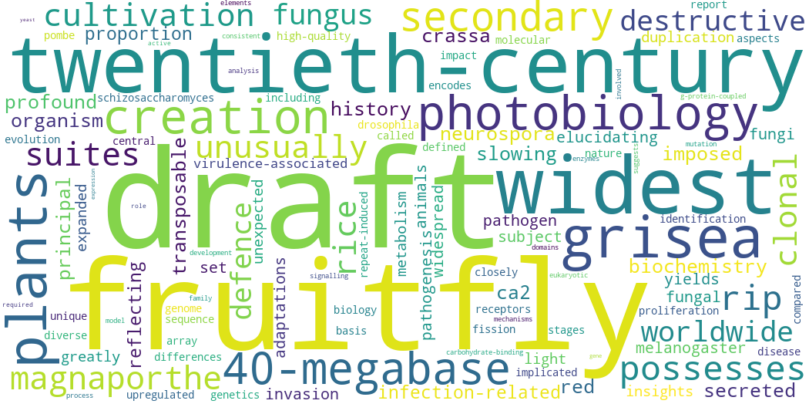 cultivation fungus secondary report destructive
elements yeast
pombe consistent high-quality molecular duplication aspects
proportion active crassa
twentieth-century
analysis impact encodes involved
profound schizosaccharomyces including history photobiology g-protein-coupled
organism creation drosophila neurospora elucidating fungi
evolution central called defined nature mutation
suites unusually slowing imposed
virulence-associated suggests enzymes
draft widest clonal
plants principal expanded transposable defence unexpected rice repeat-induced metabolism animals widespread pathogenesis
role expression pathogen identification
set subject grisea
development domains
fruitfly closely eukaryotic biochemistry
reflecting adaptations signalling ca2 yields rip
required unique genome biology receptors mechanisms fungal proliferation compared
diverse family sequence basis fission stages worldwide
model array
greatly differences carbohydrate-binding light melanogaster disease
magnaporthe 40-megabase implicated gene possesses
process upregulated genetics invasion infection-related red insights secreted